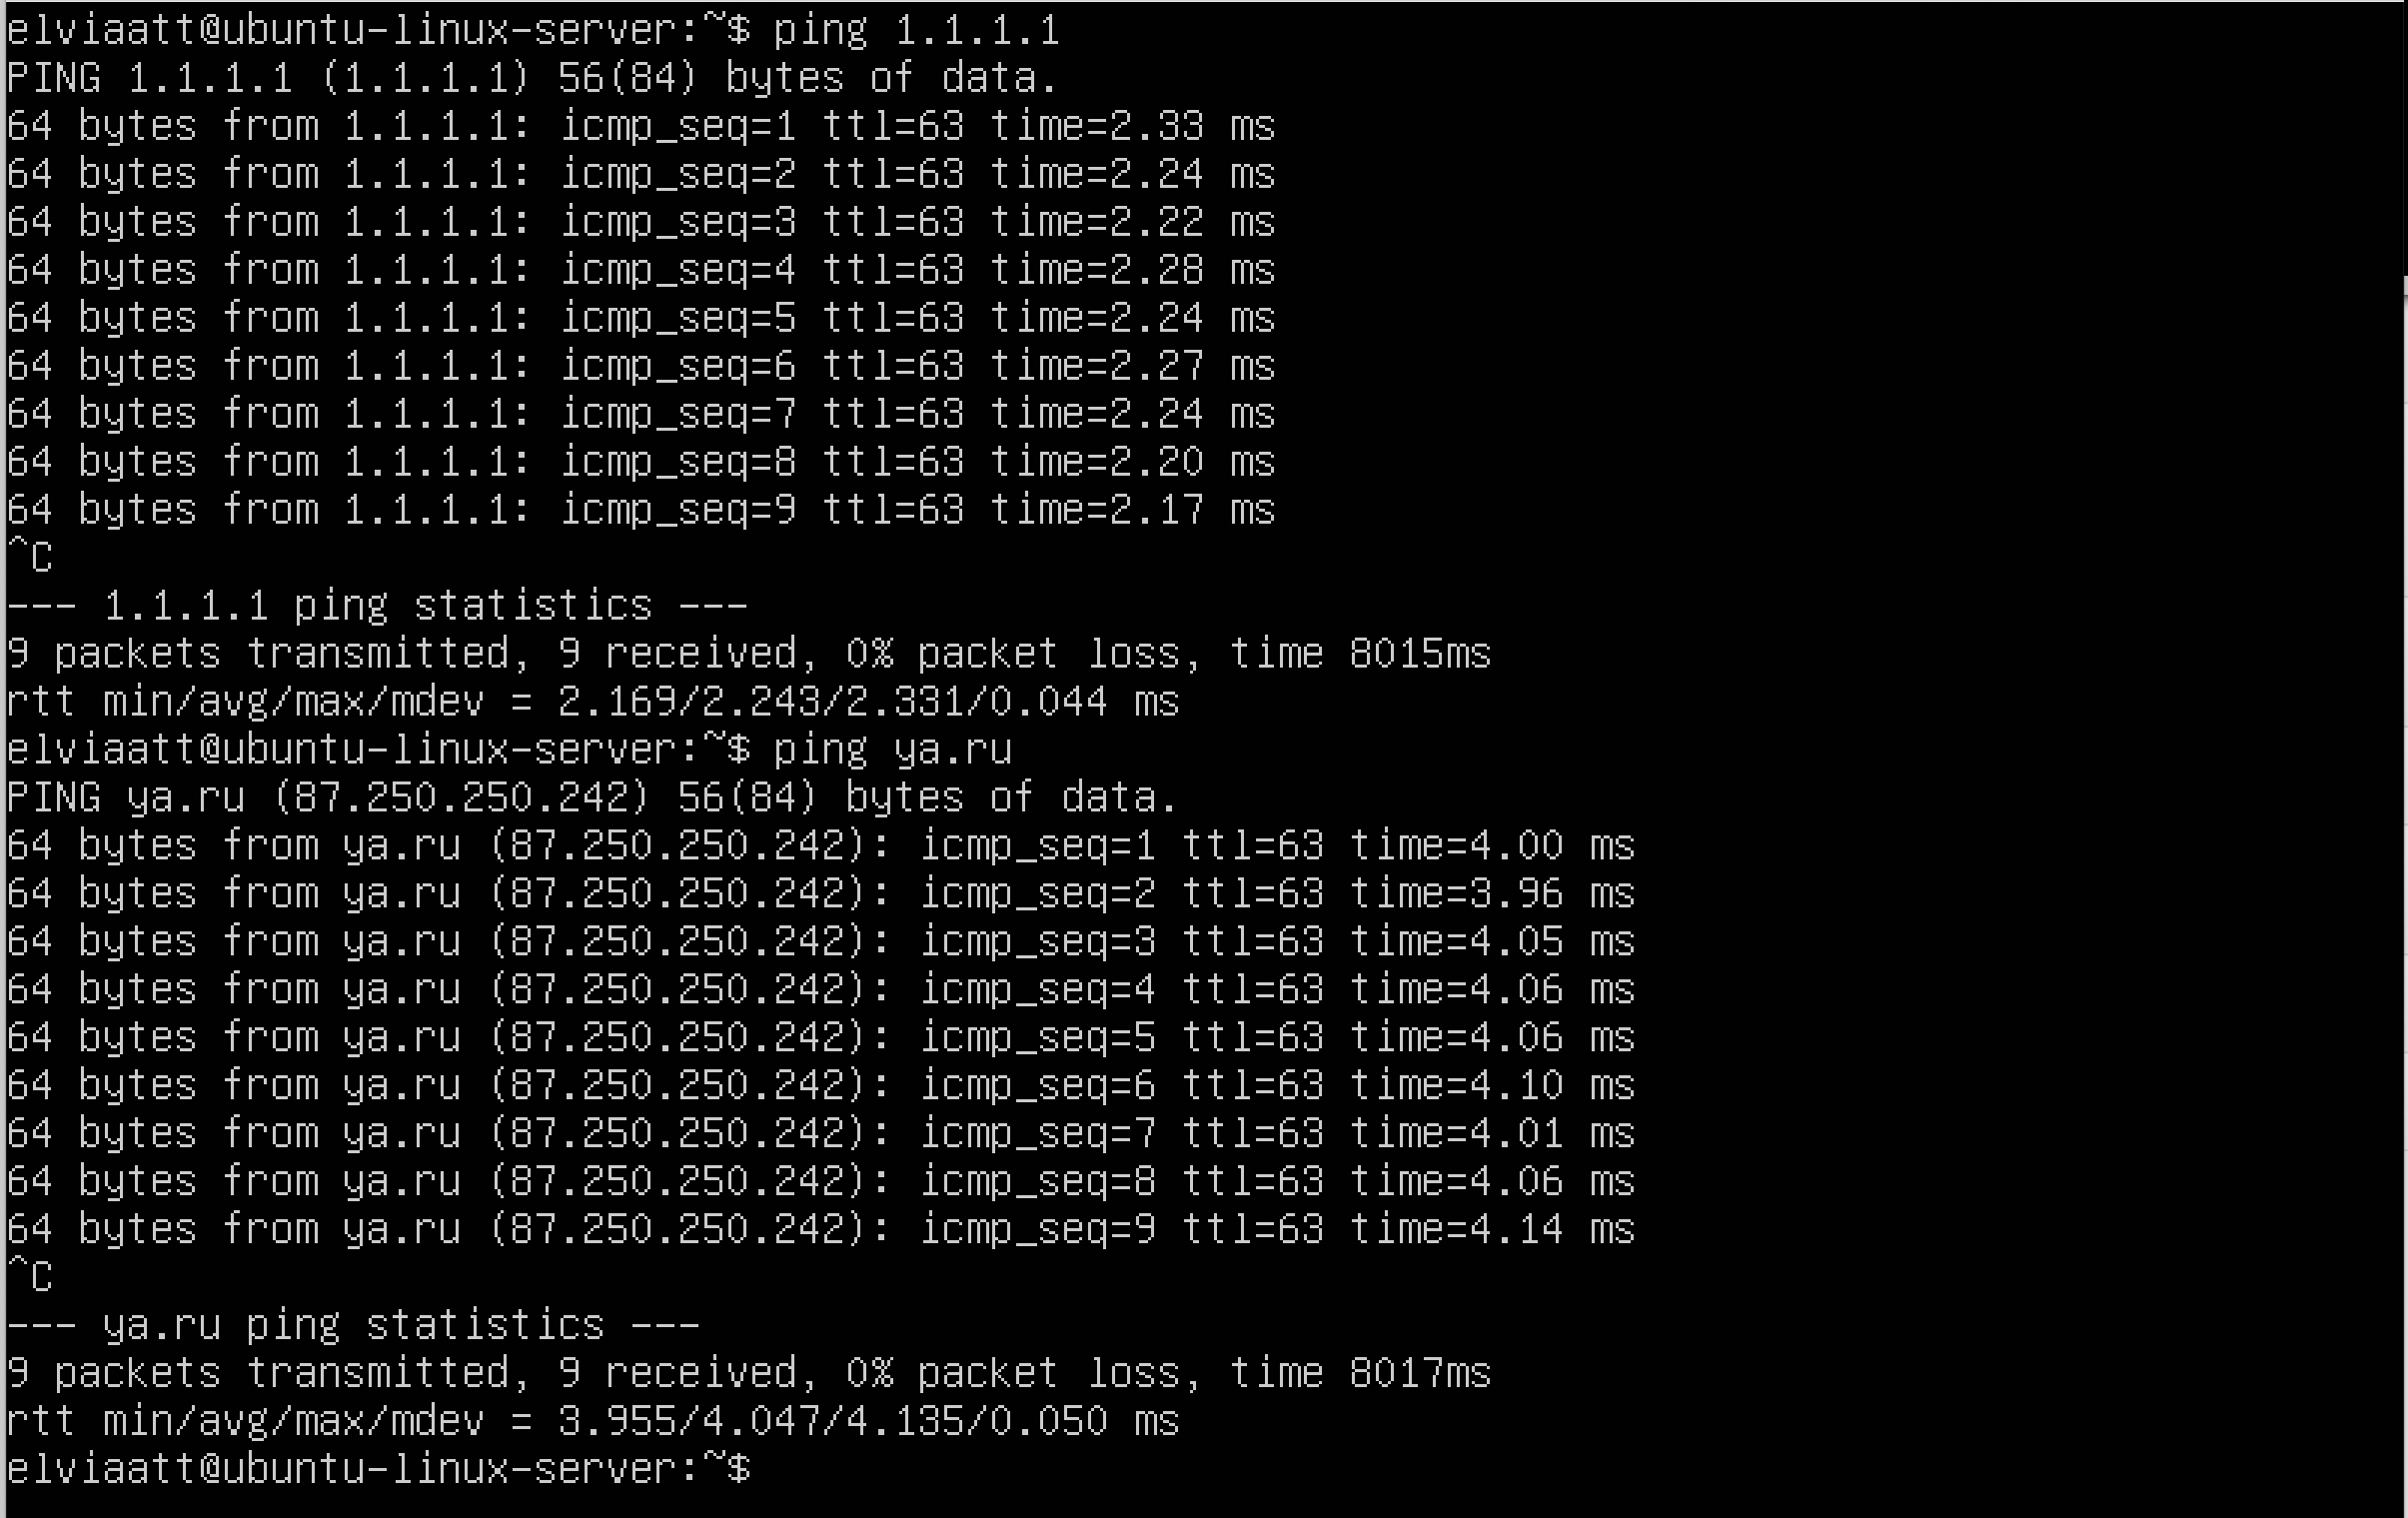 elviaatt@ubuntu-linux-server:~$ ping 1.1.1.1
PING 1.1.1.1 (1.1.1.1) 56(84) bytes of data.
64 bytes from 1.1.1.1: icmp_seq=1 ttl=63 time=2.33 ms
64 bytes from 1.1.1.1: icmp_seq=2 ttl=63 time=2.24 ms
64 bytes from 1.1.1.1: icmp_seq=3 ttl=63 time=2.22 ms
64 bytes from 1.1.1.1: icmp_seq=4 ttl=63 time=2.28 ms
64 bytes from 1.1.1.1: icmp_seq=5 ttl=63 time=2.24 ms
64 bytes from 1.1.1.1: icmp_seq=6 ttl=63 time=2.27 ms
64 bytes from 1.1.1.1: icmp_seq=7 ttl=63 time=2.24 ms
64 bytes from 1.1.1.1: icmp_seq=8 ttl=63 time=2.20 ms
64 bytes from 1.1.1.1: icmp_seq=9 ttl=63 time=2.17 ms
^C
--- 1.1.1.1 ping statistics ---
9 packets transmitted, 9 received, 0% packet loss, time 8015ms
rtt min/avg/max/mdev = 2.169/2.243/2.331/0.044 ms
elviaatt@ubuntu-linux-server:~$ ping ya.ru
PING ya.ru (87.250.250.242) 56(84) bytes of data.
64 bytes from ya.ru (87.250.250.242): icmp_seq=1 ttl=63 time=4.00 ms
64 bytes from ya.ru (87.250.250.242): icmp_seq=2 ttl=63 time=3.96 ms
64 bytes from ya.ru (87.250.250.242): icmp_seq=3 ttl=63 time=4.05 ms
64 bytes from ya.ru (87.250.250.242): icmp_seq=4 ttl=63 time=4.06 ms
64 bytes from ya.ru (87.250.250.242): icmp_seq=5 ttl=63 time=4.06 ms
64 bytes from ya.ru (87.250.250.242): icmp_seq=6 ttl=63 time=4.10 ms
64 bytes from ya.ru (87.250.250.242): icmp_seq=7 ttl=63 time=4.01 ms
64 bytes from ya.ru (87.250.250.242): icmp_seq=8 ttl=63 time=4.06 ms
64 bytes from ya.ru (87.250.250.242): icmp_seq=9 ttl=63 time=4.14 ms
^C
--- ya.ru ping statistics ---
9 packets transmitted, 9 received, 0% packet loss, time 8017ms
rtt min/avg/max/mdev = 3.955/4.047/4.135/0.050 ms
elviaatt@ubuntu-linux-server:~$